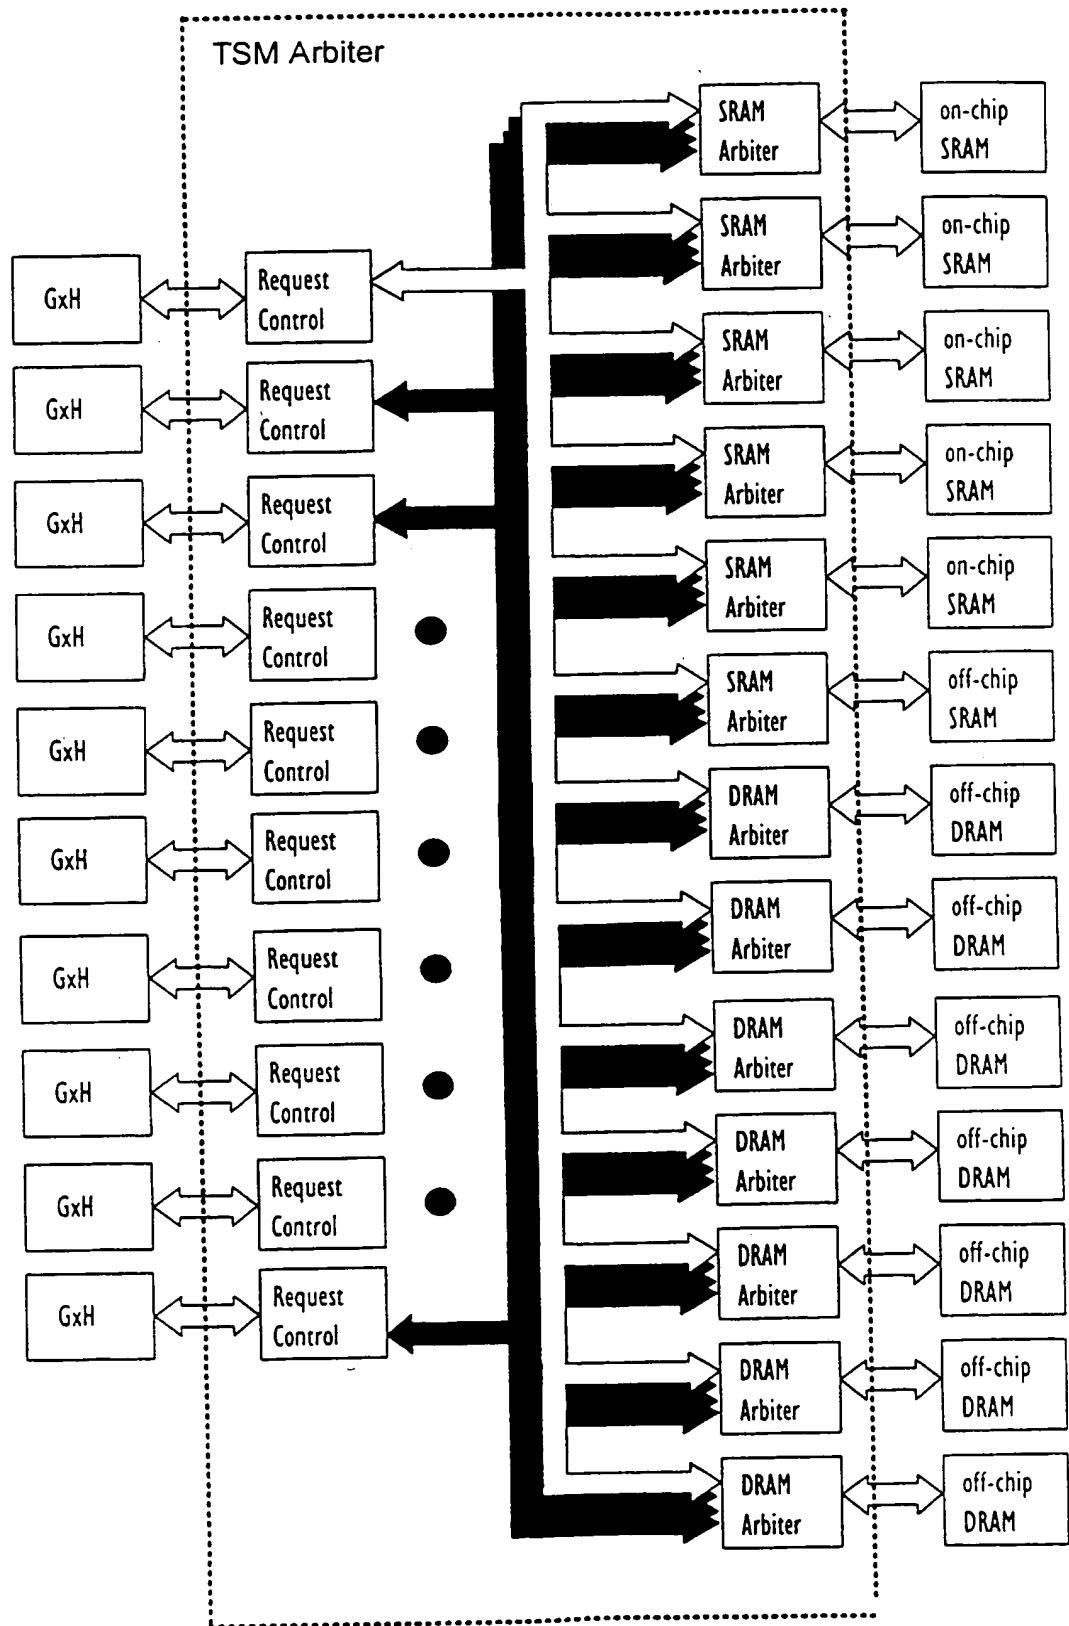 TSM Arbiter
GxH
GxH
GxH
GxH
GxH
GxH
GxH
GxH
GxH
GxH
Request
Control
Request
Control
Request
Control
Request
Control
Request
Control
Request
Control
Request
Control
Request
Control
Request
Control
Request
Control
SRAM
Arbiter
SRAM
Arbiter
SRAM
Arbiter
SRAM
Arbiter
SRAM
Arbiter
SRAM
Arbiter
DRAM
Arbiter
DRAM
Arbiter
DRAM
Arbiter
DRAM
Arbiter
DRAM
Arbiter
DRAM
Arbiter
DRAM
Arbiter
on-chip
SRAM
on-chip
SRAM
on-chip
SRAM
on-chip
SRAM
on-chip
SRAM
off-chip
SRAM
off-chip
DRAM
off-chip
DRAM
off-chip
DRAM
off-chip
DRAM
off-chip
DRAM
off-chip
DRAM
off-chip
DRAM